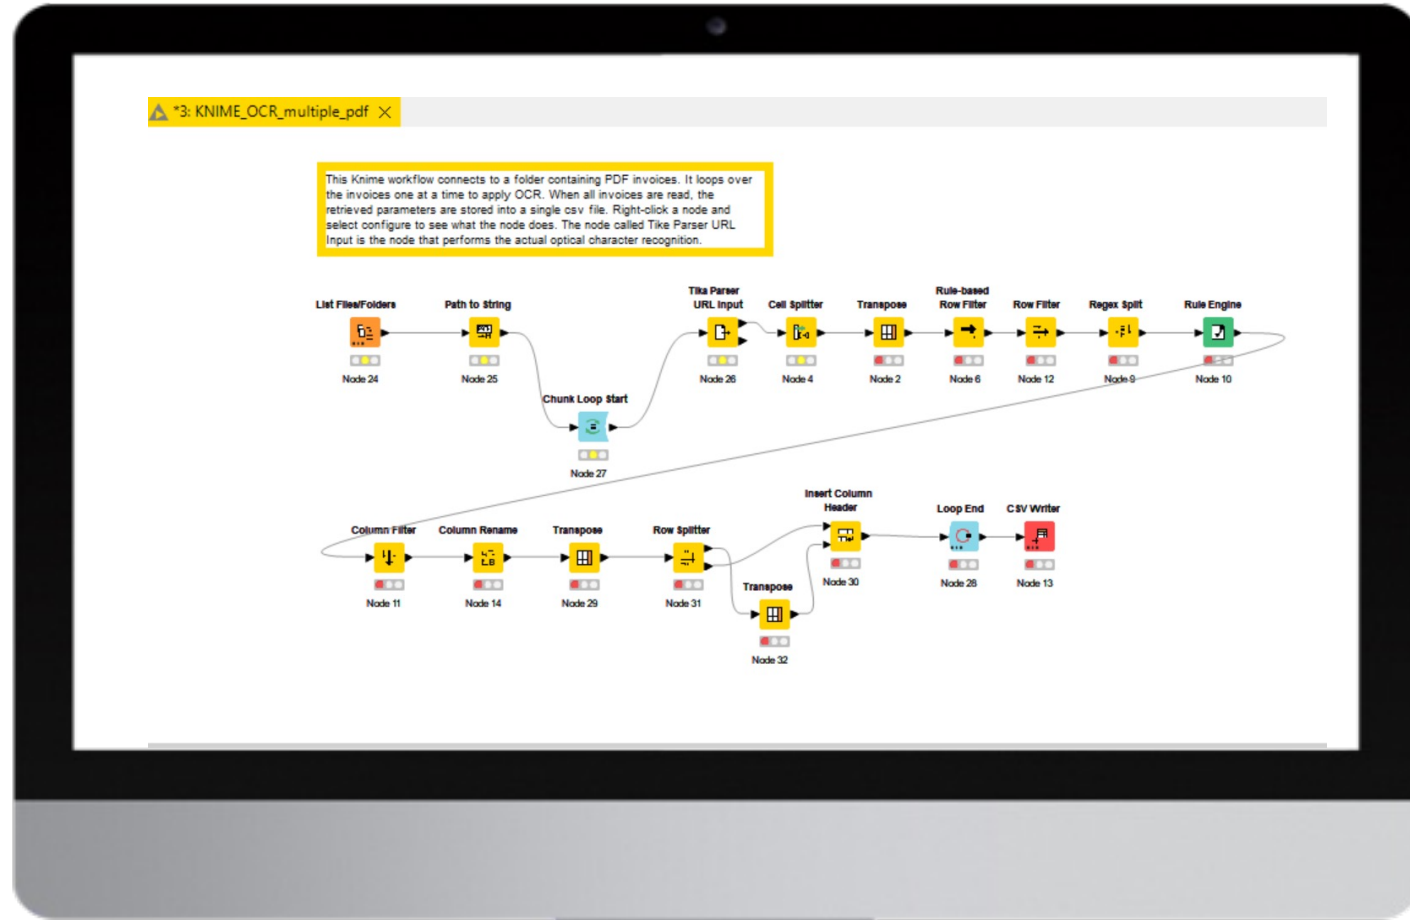 *3: KNIME_OCR_multiple_pdf
This Knime workflow connects to a folder containing PDF invoices. It loops over
the invoices one at a time to apply OCR. When all invoices are read, the
retrieved parameters are stored into a single csv file. Right-click a node and
select configure to see what the node does. The node called Tike Parser URL
Input is the node that performs the actual optical character recognition.
List Files/Folders
Node 24
Path to String
Node 25
Chunk Loop Start
Node 27
Tika Parser
URL Input
Node 26
Cell Splitter
Node 4
Transpose
Node 2
Rule-based
Row Filter
Node 6
Row Filter
Node 12
Regex Split
Node 9
Rule Engine
Node 10
Column Filter
Node 11
Column Rename
Node 14
Transpose
Node 29
Row Splitter
Node 31
Transpose
Node 32
Insert Column
Header
Node 30
Loop End
Node 28
CSV Writer
Node 13